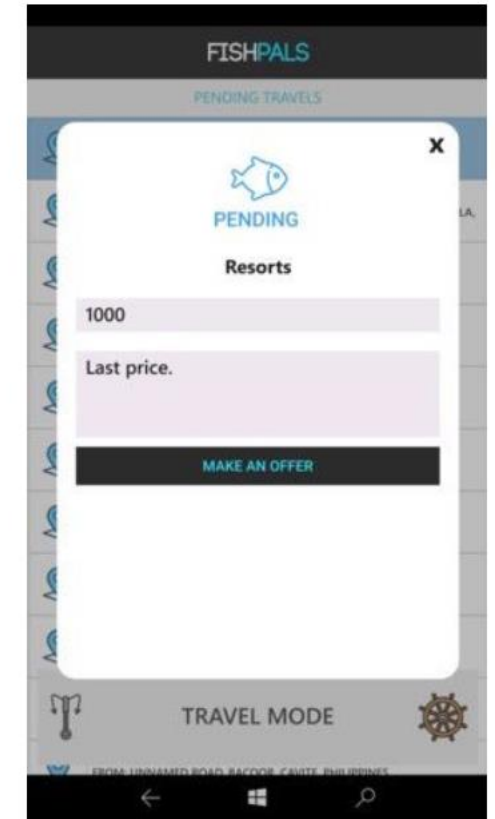 FISHPALS
PENDING TRAVELS
X
LA,
PENDING
Resorts
1000
Last price.
MAKE AN OFFER
TRAVEL MODE
FROM: UNNAMED ROAD, BACOOR, CAVITE, PHILIPPINES